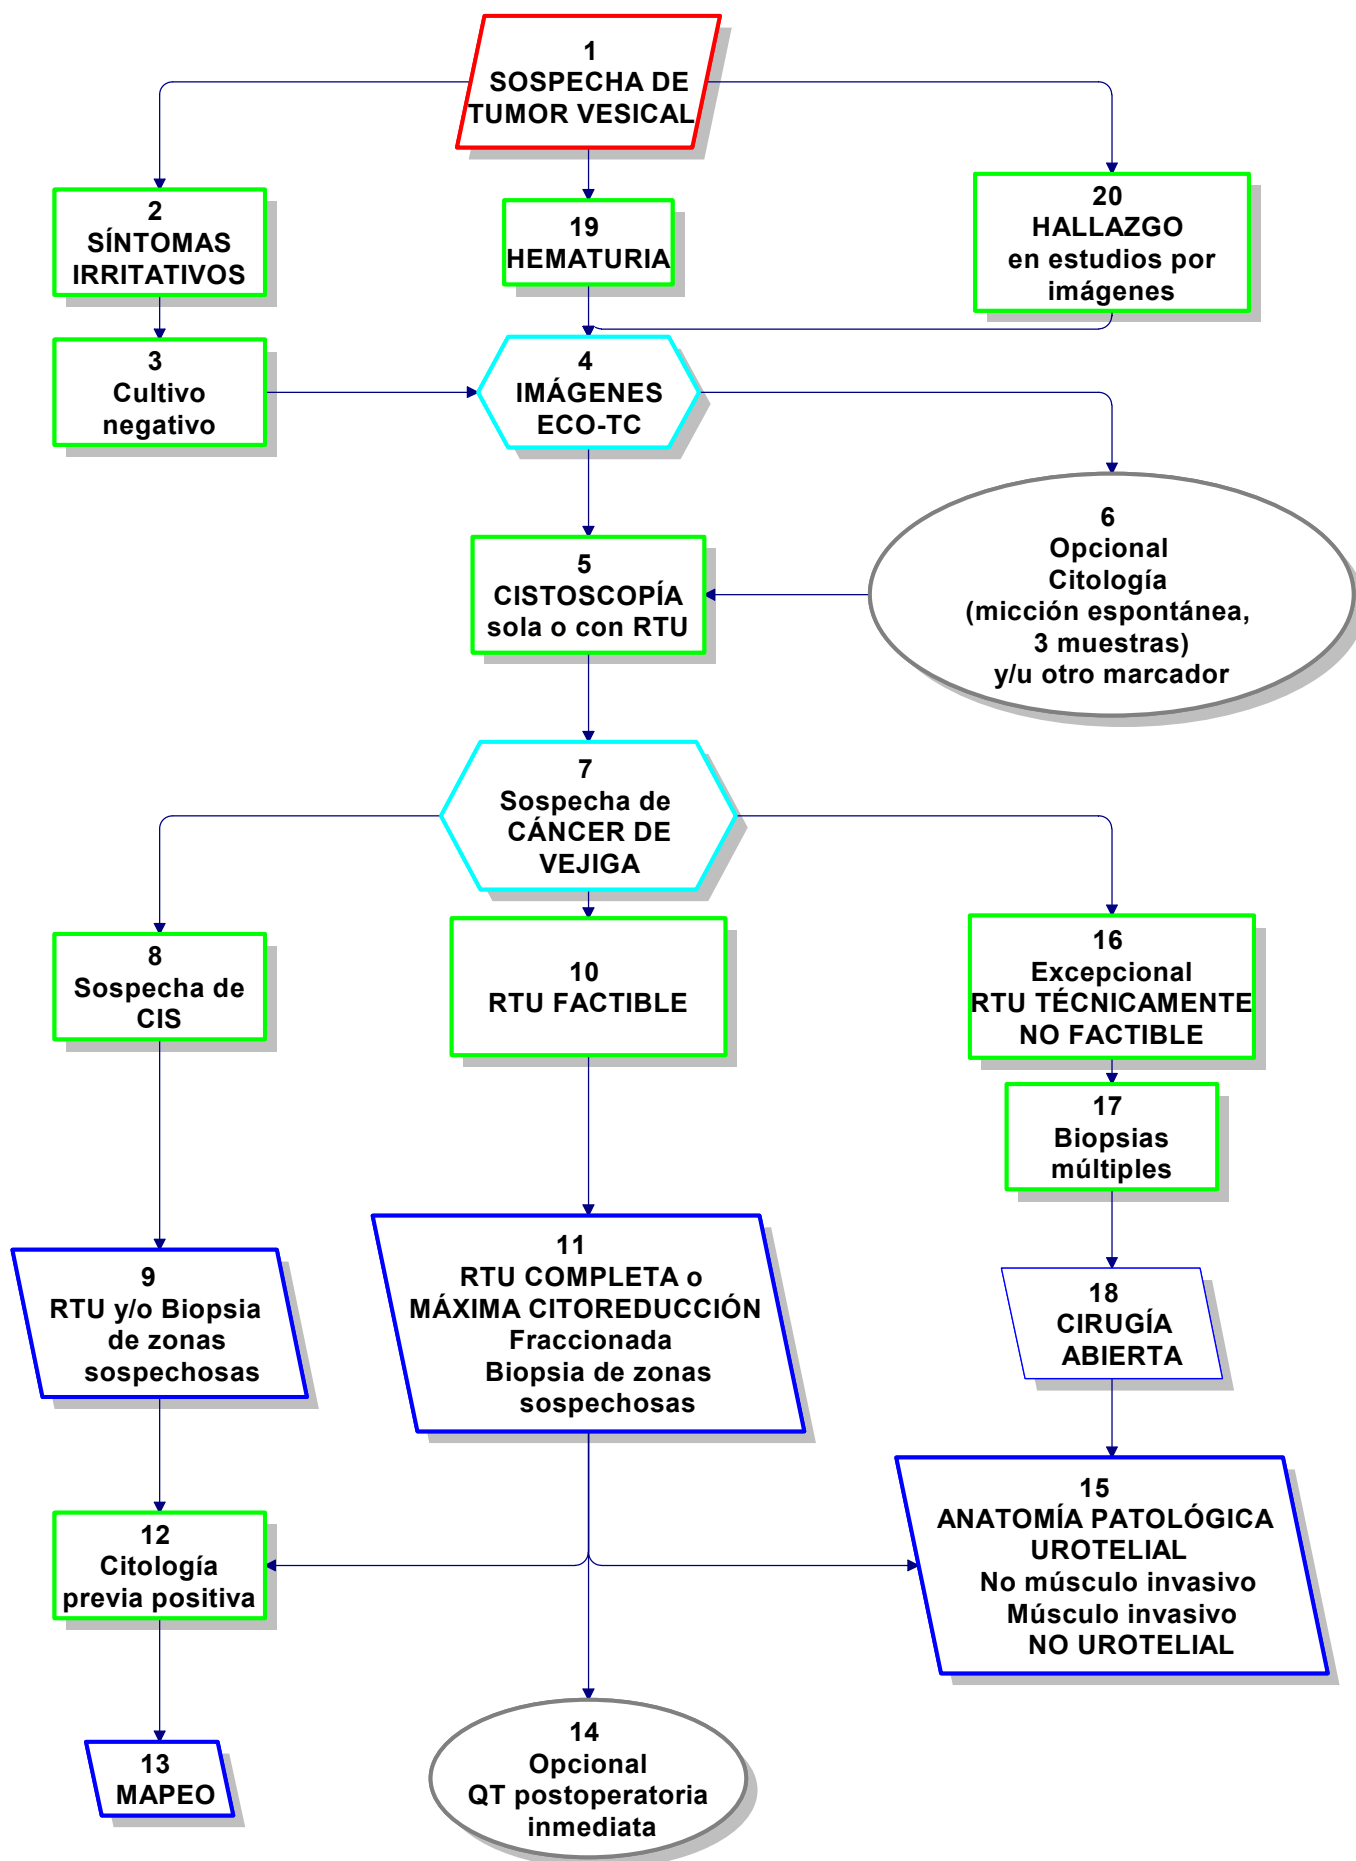 1
SOSPECHA DE
TUMOR VESICAL
2
SÍNTOMAS
IRRITATIVOS
19
HEMATURIA
20
HALLAZGO
en estudios por
imágenes
3
Cultivo
negativo
4
IMÁGENES
ECO-TC
5
CISTOSCOPÍA
sola o con RTU
6
Opcional
Citología
(micción espontánea,
3 muestras)
y/u otro marcador
7
Sospecha de
CÁNCER DE
VEJIGA
8
Sospecha de
CIS
10
RTU FACTIBLE
16
Excepcional
RTU TÉCNICAMENTE
NO FACTIBLE
17
Biopsias
múltiples
9
RTU y/o Biopsia
de zonas
sospechosas
11
RTU COMPLETA o
MÁXIMA CITOREDUCCIÓN
Fraccionada
Biopsia de zonas
sospechosas
18
CIRUGÍA
ABIERTA
12
Citología
previa positiva
15
ANATOMÍA PATOLÓGICA
UROTELIAL
No músculo invasivo
Músculo invasivo
NO UROTELIAL
13
MAPEO
14
Opcional
QT postoperatoria
inmediata